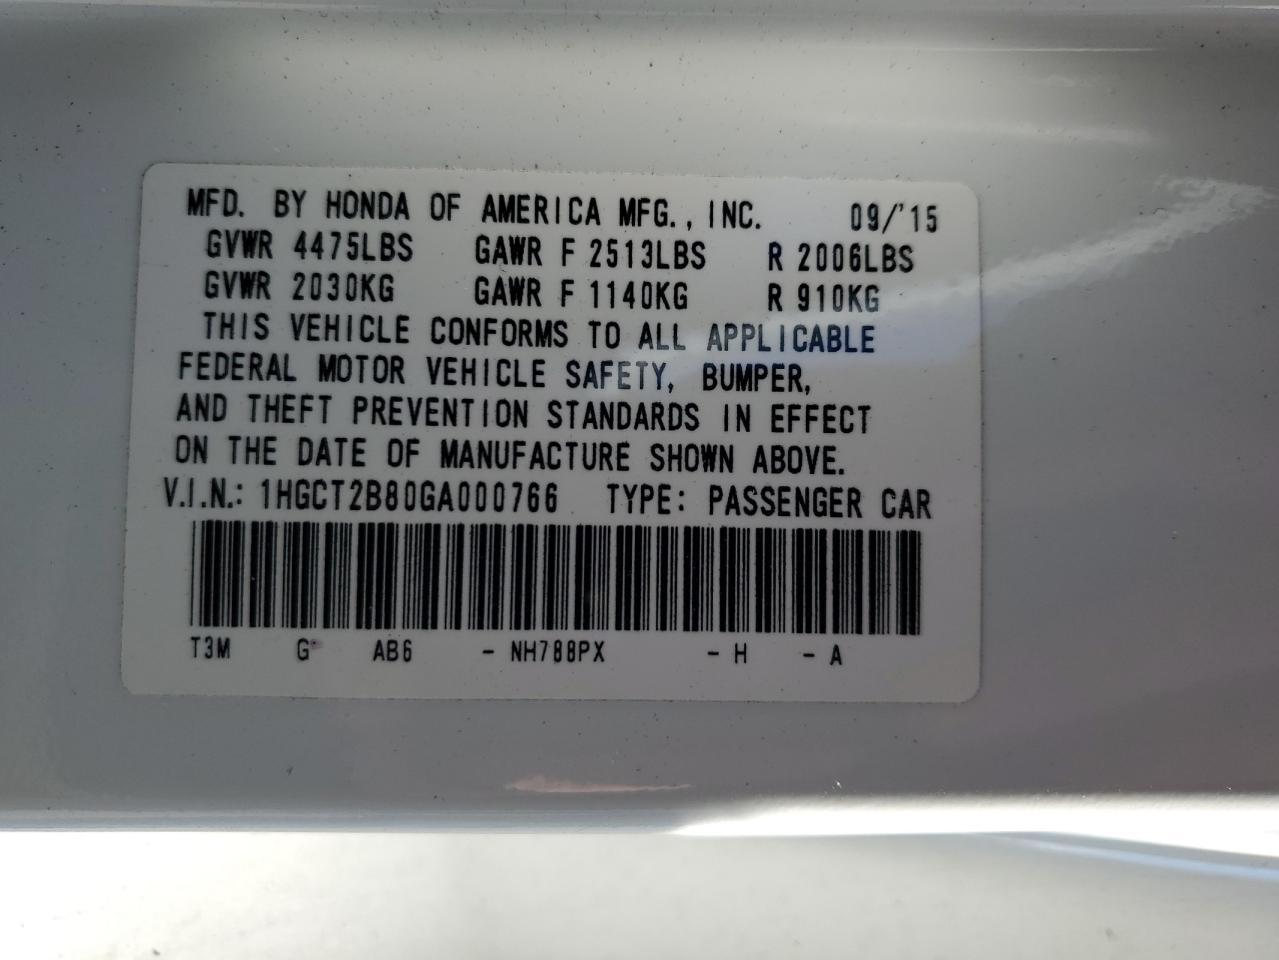 MFD. BY HONDA OF AMERICA MFG., INC. 09/'15
GVWR 4475LBS GAWR F 2513LBS R 2006LBS
GVWR 2030KG GAWR F 1140KG R 910KG
THIS VEHICLE CONFORMS TO ALL APPLICABLE
FEDERAL MOTOR VEHICLE SAFETY, BUMPER,
AND THEFT PREVENTION STANDARDS IN EFFECT
ON THE DATE OF MANUFACTURE SHOWN ABOVE.
V.I.N.: 1HGCT2B80GA000766 TYPE: PASSENGER CAR
T3M G AB6 - NH788PX - H - A